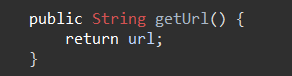 public String getUrl() {
    return url;
}